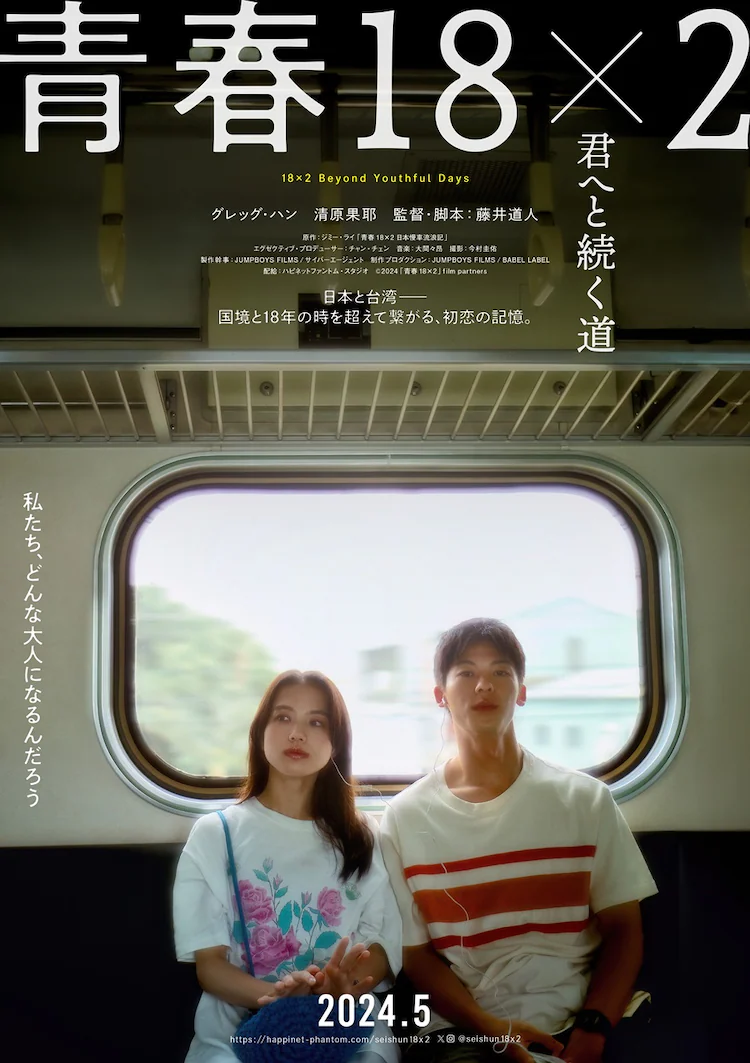 青春18×2
君へと続く道
18×2 Beyond Youthful Days
グレッグ・ハン　清原果耶　監督・脚本：藤井道人
原作：ジミー・ライ「青春18×2 日本慢車流浪記」
エグゼクティブ・プロデューサー：チャン・チェン　音楽：大間々昂　撮影：今村圭佑
製作幹事：JUMPBOYS FILMS / サイバーエージェント　制作プロダクション：JUMPBOYS FILMS / BABEL LABEL
配給：ハピネットファントム・スタジオ　©2024「青春18×2」film partners
日本と台湾──
国境と18年の時を超えて繋がる、初恋の記憶。
私たち、どんな大人になるんだろう
2024.5
https://happinet-phantom.com/seishun18x2　@seishun18x2